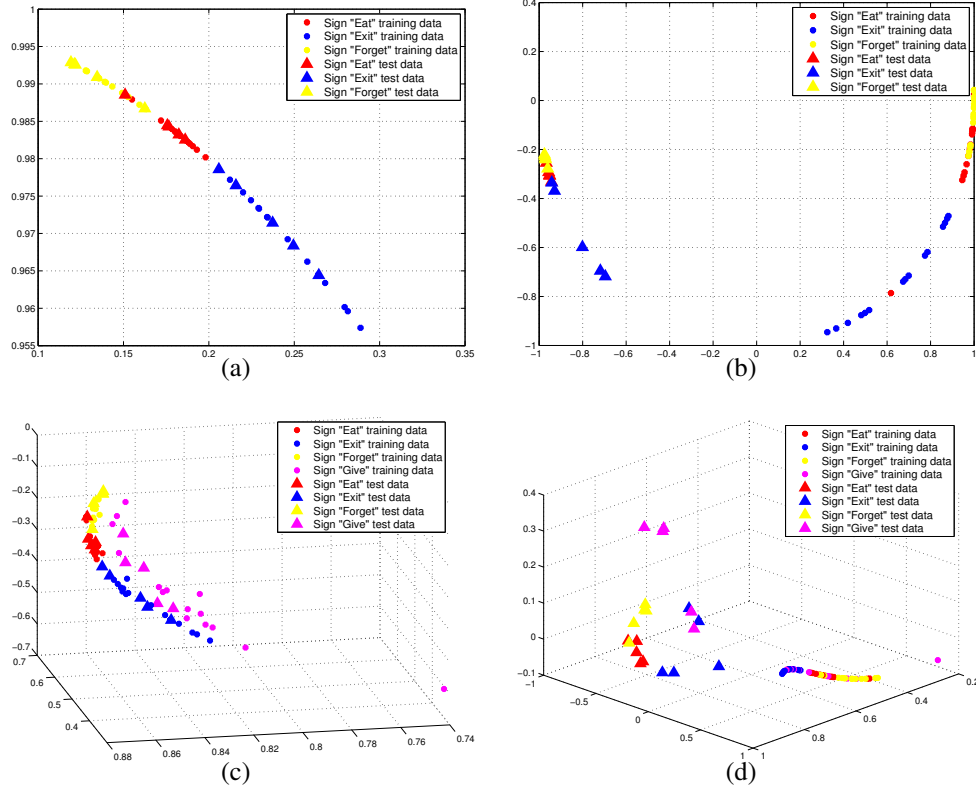 Sign "Eat" training data
Sign "Exit" training data
Sign "Forget" training data
Sign "Eat" test data
Sign "Exit" test data
Sign "Forget" test data
0.995
1
0.99
0.985
0.98
0.975
0.97
0.965
0.96
0.955
0.1 0.15 0.2 0.25 0.3 0.35
(a)
Sign "Eat" training data
Sign "Exit" training data
Sign "Forget" training data
Sign "Eat" test data
Sign "Exit" test data
Sign "Forget" test data
0.4
0.2
0
−0.2
−0.4
−0.6
−0.8
−1
−1 −0.8 −0.6 −0.4 −0.2 0 0.2 0.4 0.6 0.8 1
(b)
Sign "Eat" training data
Sign "Exit" training data
Sign "Forget" training data
Sign "Give" training data
Sign "Eat" test data
Sign "Exit" test data
Sign "Forget" test data
Sign "Give" test data
0
−0.1
−0.2
−0.3
−0.4
−0.5
−0.6
−0.7
0.7
0.6
0.5
0.4
0.88 0.86 0.84 0.82 0.8 0.78 0.76 0.74
(c)
Sign "Eat" training data
Sign "Exit" training data
Sign "Forget" training data
Sign "Give" training data
Sign "Eat" test data
Sign "Exit" test data
Sign "Forget" test data
Sign "Give" test data
0.4
0.3
0.2
0.1
0
−0.1
−1
−0.5
0
0.5
1
1
0.8
0.6
0.4
0.2
(d)